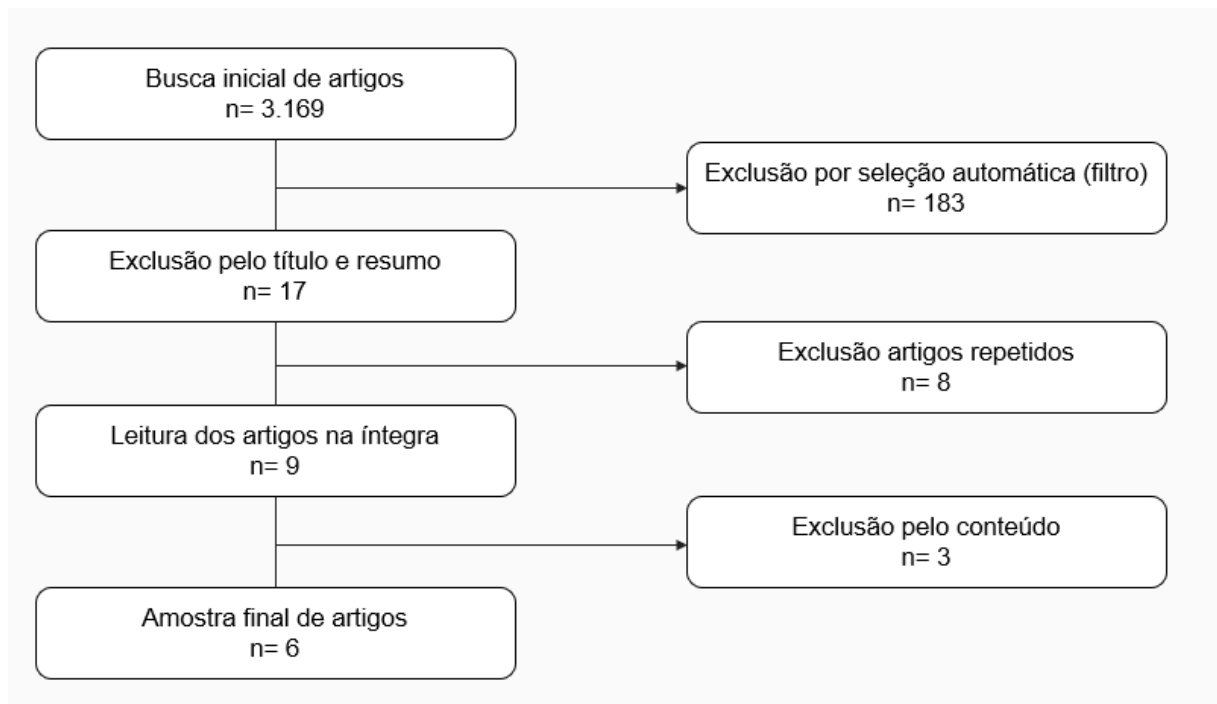 Busca inicial de artigos
n= 3.169
Exclusão por seleção automática (filtro)
n= 183
Exclusão pelo título e resumo
n= 17
Exclusão artigos repetidos
n= 8
Leitura dos artigos na íntegra
n= 9
Exclusão pelo conteúdo
n= 3
Amostra final de artigos
n= 6